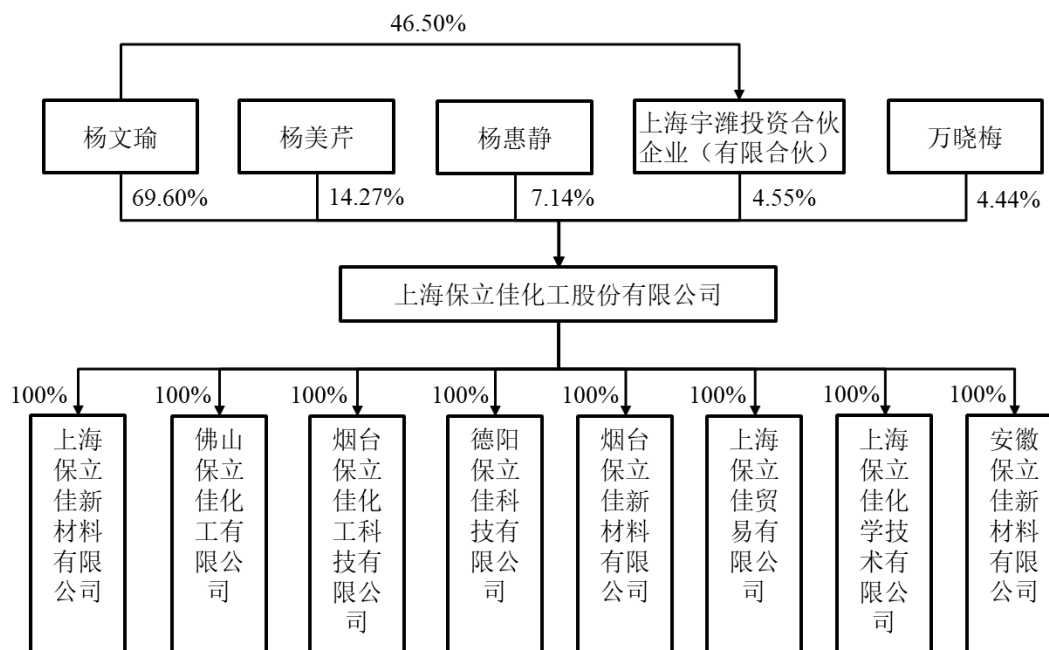 46.50%
杨文瑜
杨美芹
杨惠静
上海宇潍投资合伙
企业（有限合伙）
万晓梅
69.60%
14.27%
7.14%
4.55%
4.44%
上海保立佳化工股份有限公司
100%
100%
100%
100%
100%
100%
100%
100%
上海
保立
佳新
材料
有限
公司
佛山
保立
佳化
工有
限公
司
烟台
保立
佳化
工科
技有
限公
司
德阳
保立
佳科
技有
限公
司
烟台
保立
佳新
材料
有限
公司
上海
保立
佳贸
易有
限公
司
上海
保立
佳化
学技
术有
限公
司
安徽
保立
佳新
材料
有限
公司